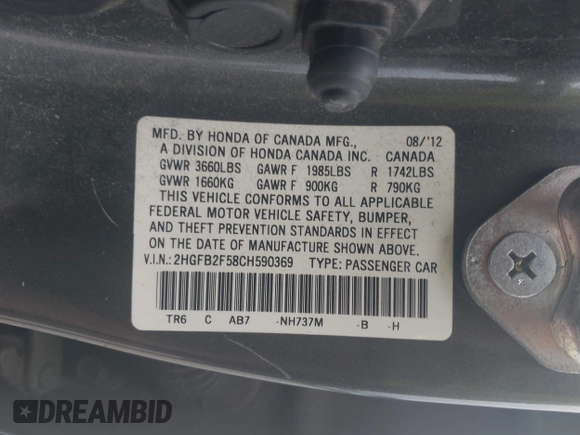 MFD. BY HONDA OF CANADA MFG., 08/'12
A DIVISION OF HONDA CANADA INC. CANADA
GVWR 3660LBS GAWR F 1985LBS R 1742LBS
GVWR 1660KG GAWR F 900KG R 790KG
THIS VEHICLE CONFORMS TO ALL APPLICABLE
FEDERAL MOTOR VEHICLE SAFETY, BUMPER,
AND THEFT PREVENTION STANDARDS IN EFFECT
ON THE DATE OF MANUFACTURE SHOWN ABOVE.
V.I.N.: 2HGFB2F58CH590369 TYPE: PASSENGER CAR
TR6 C AB7 -NH737M -B -H
DREAMBID